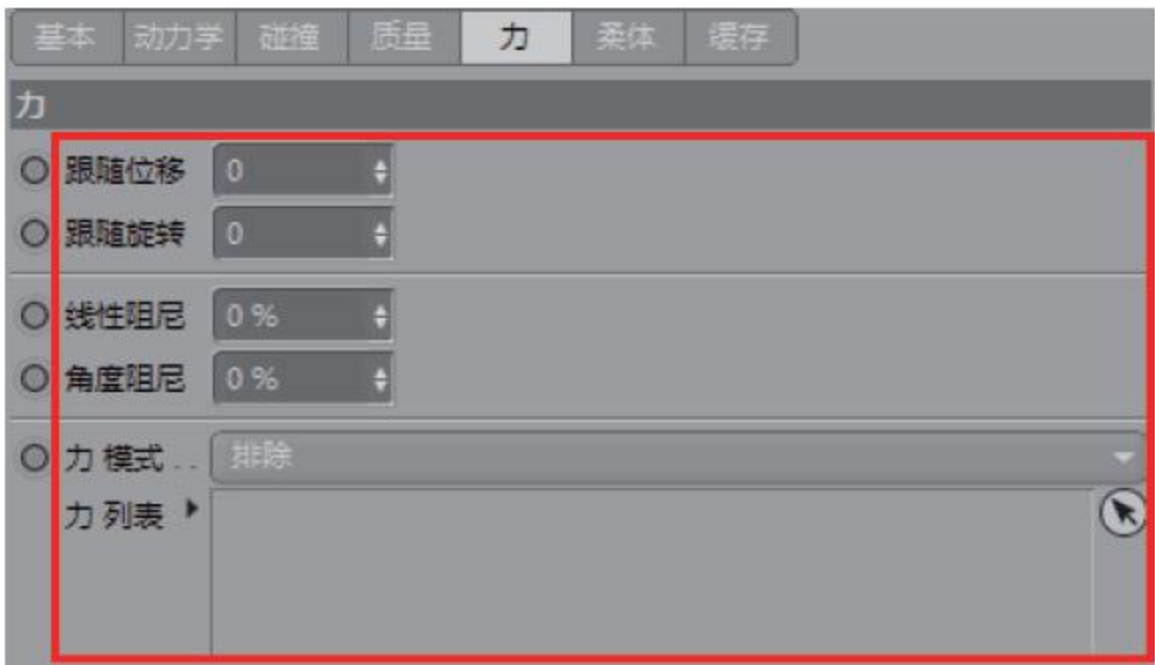 基本 动力学 碰撞 质量 力 柔体 缓存
力
跟随位移 0
跟随旋转 0
线性阻尼 0 %
角度阻尼 0 %
力 模式 . . 排除
力 列表